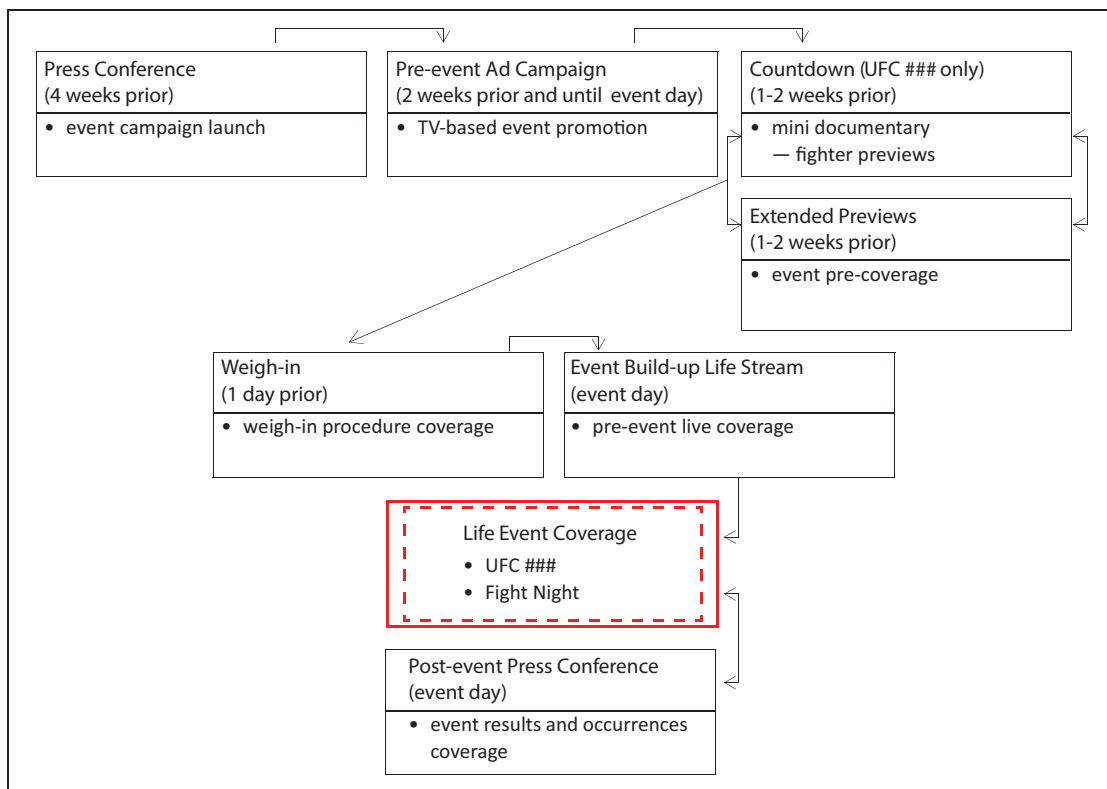 Press Conference
(4 weeks prior)
• event campaign launch
Pre-event Ad Campaign
(2 weeks prior and until event day)
• TV-based event promotion
Countdown (UFC ### only)
(1-2 weeks prior)
• mini documentary
— fighter previews
Extended Previews
(1-2 weeks prior)
• event pre-coverage
Weigh-in
(1 day prior)
• weigh-in procedure coverage
Event Build-up Life Stream
(event day)
• pre-event live coverage
Life Event Coverage
• UFC ###
• Fight Night
Post-event Press Conference
(event day)
• event results and occurrences
coverage